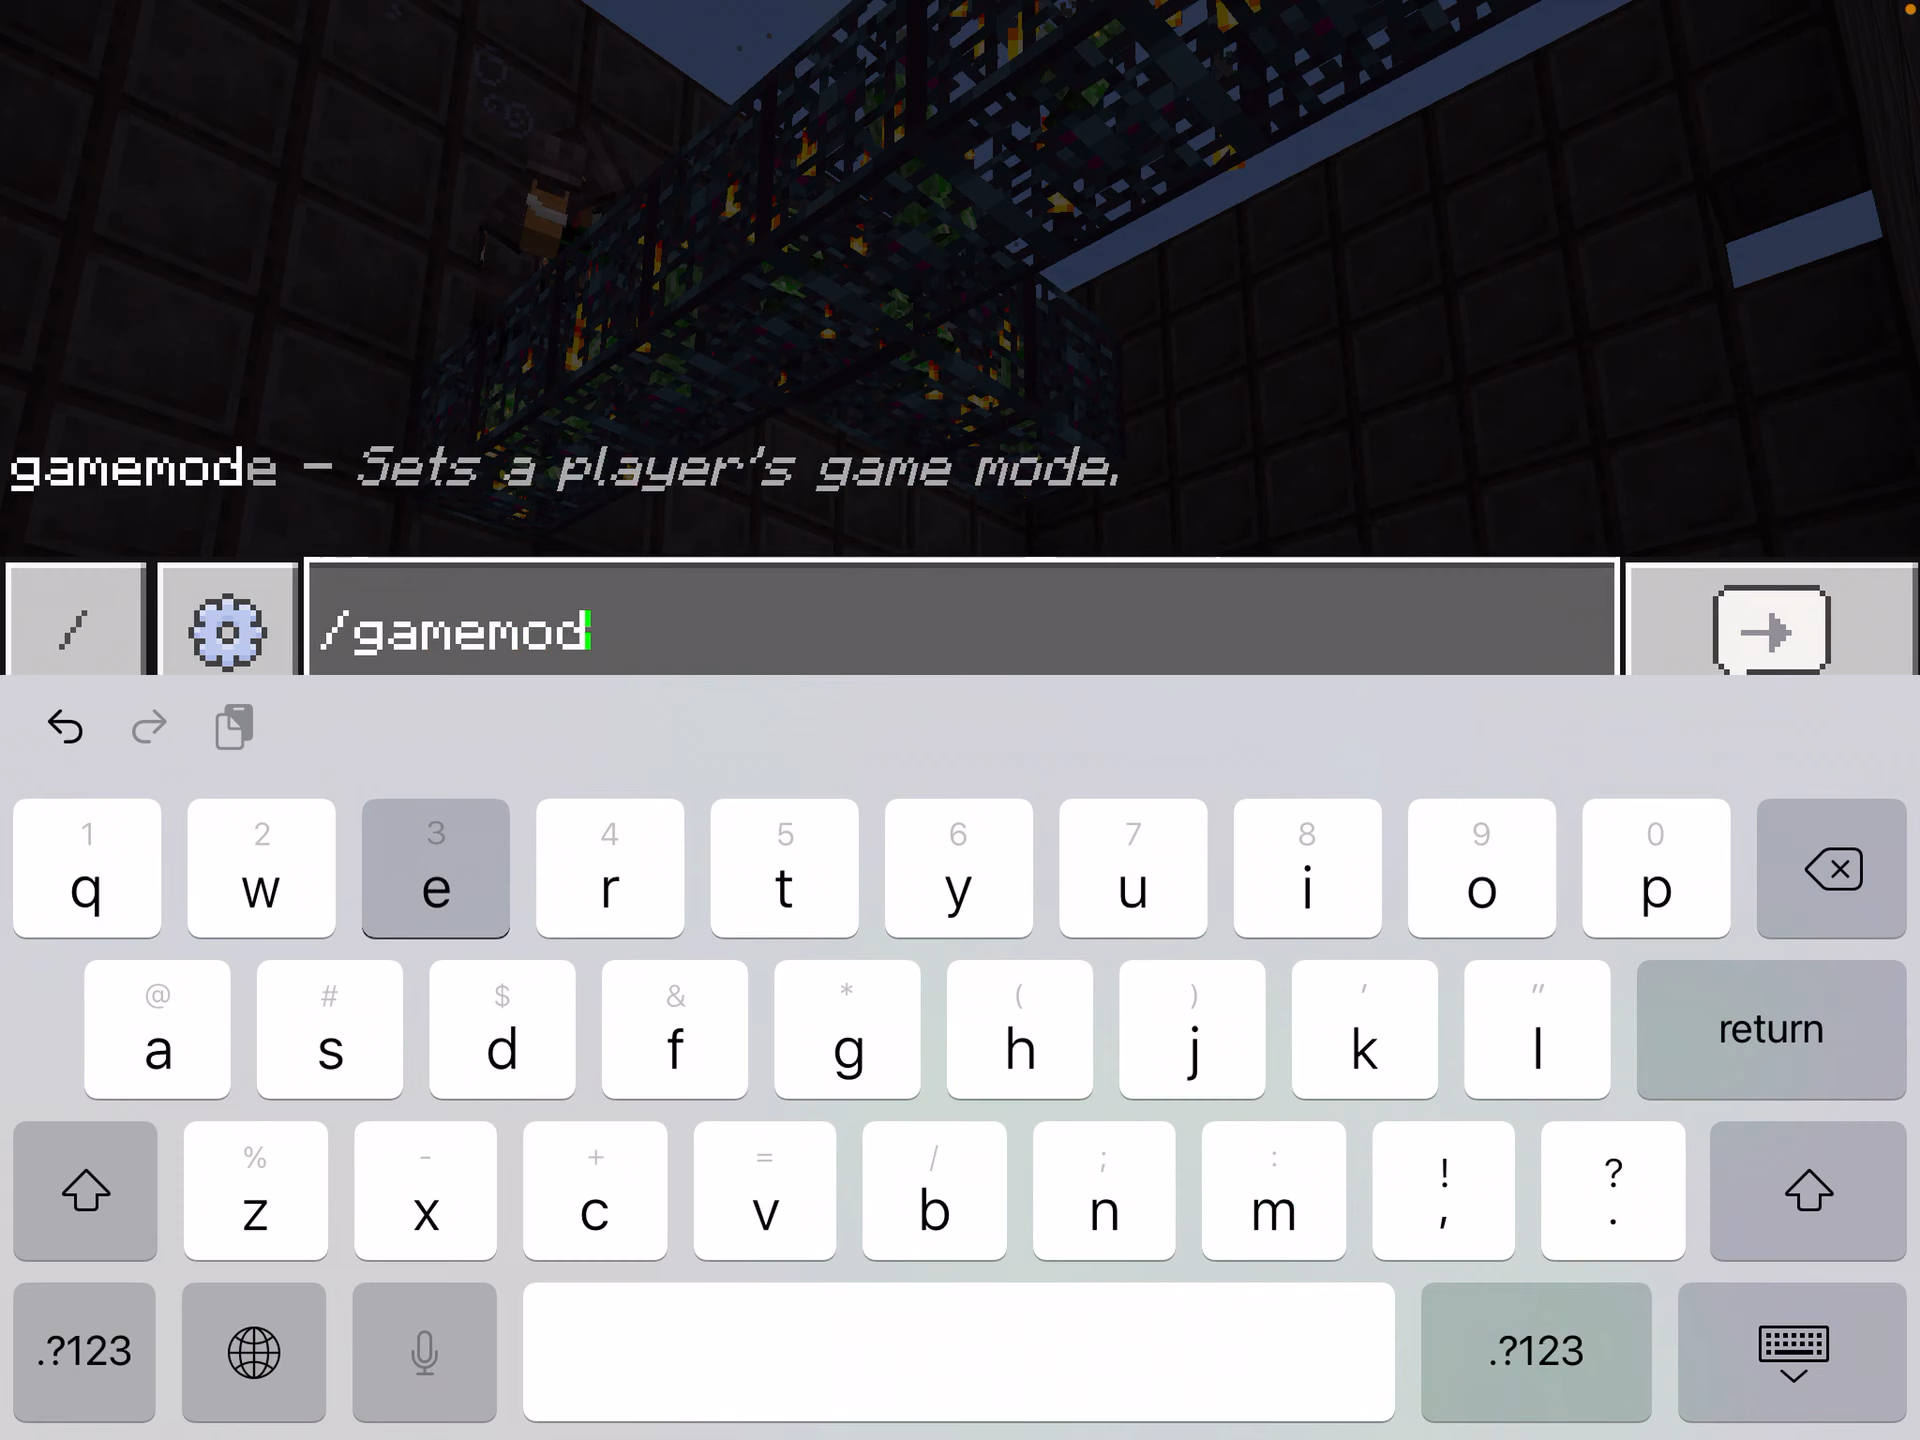 gamemode - Sets a player's game mode.
/ /gamemod
1 2 3 4 5 6 7 8 9 0
q w e r t y u i o p
@ # $ & * ( ) ' "
a s d f g h j k l return
% - + = / ; : ! ?
z x c v b n m , .
.?123 .?123